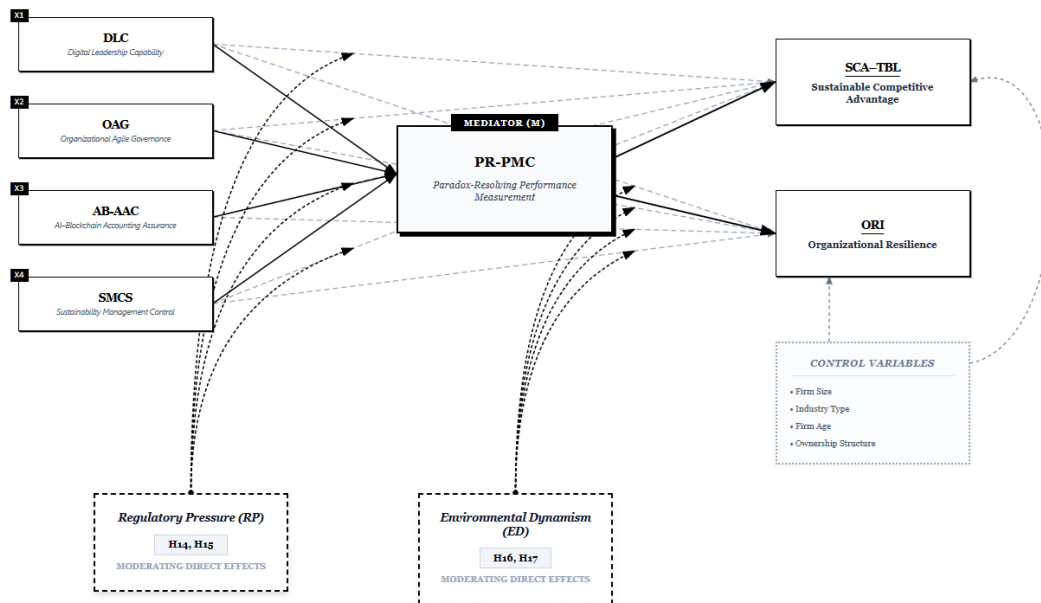 X1
DLC
Digital Leadership Capability
X2
OAG
Organizational Agile Governance
X3
AB-AAC
AI–Blockchain Accounting Assurance
X4
SMCS
Sustainability Management Control
MEDIATOR (M)
PR-PMC
Paradox-Resolving Performance
Measurement
SCA–TBL
Sustainable Competitive
Advantage
ORI
Organizational Resilience
CONTROL VARIABLES
• Firm Size
• Industry Type
• Firm Age
• Ownership Structure
Regulatory Pressure (RP)
H14, H15
MODERATING DIRECT EFFECTS
Environmental Dynamism
(ED)
H16, H17
MODERATING DIRECT EFFECTS